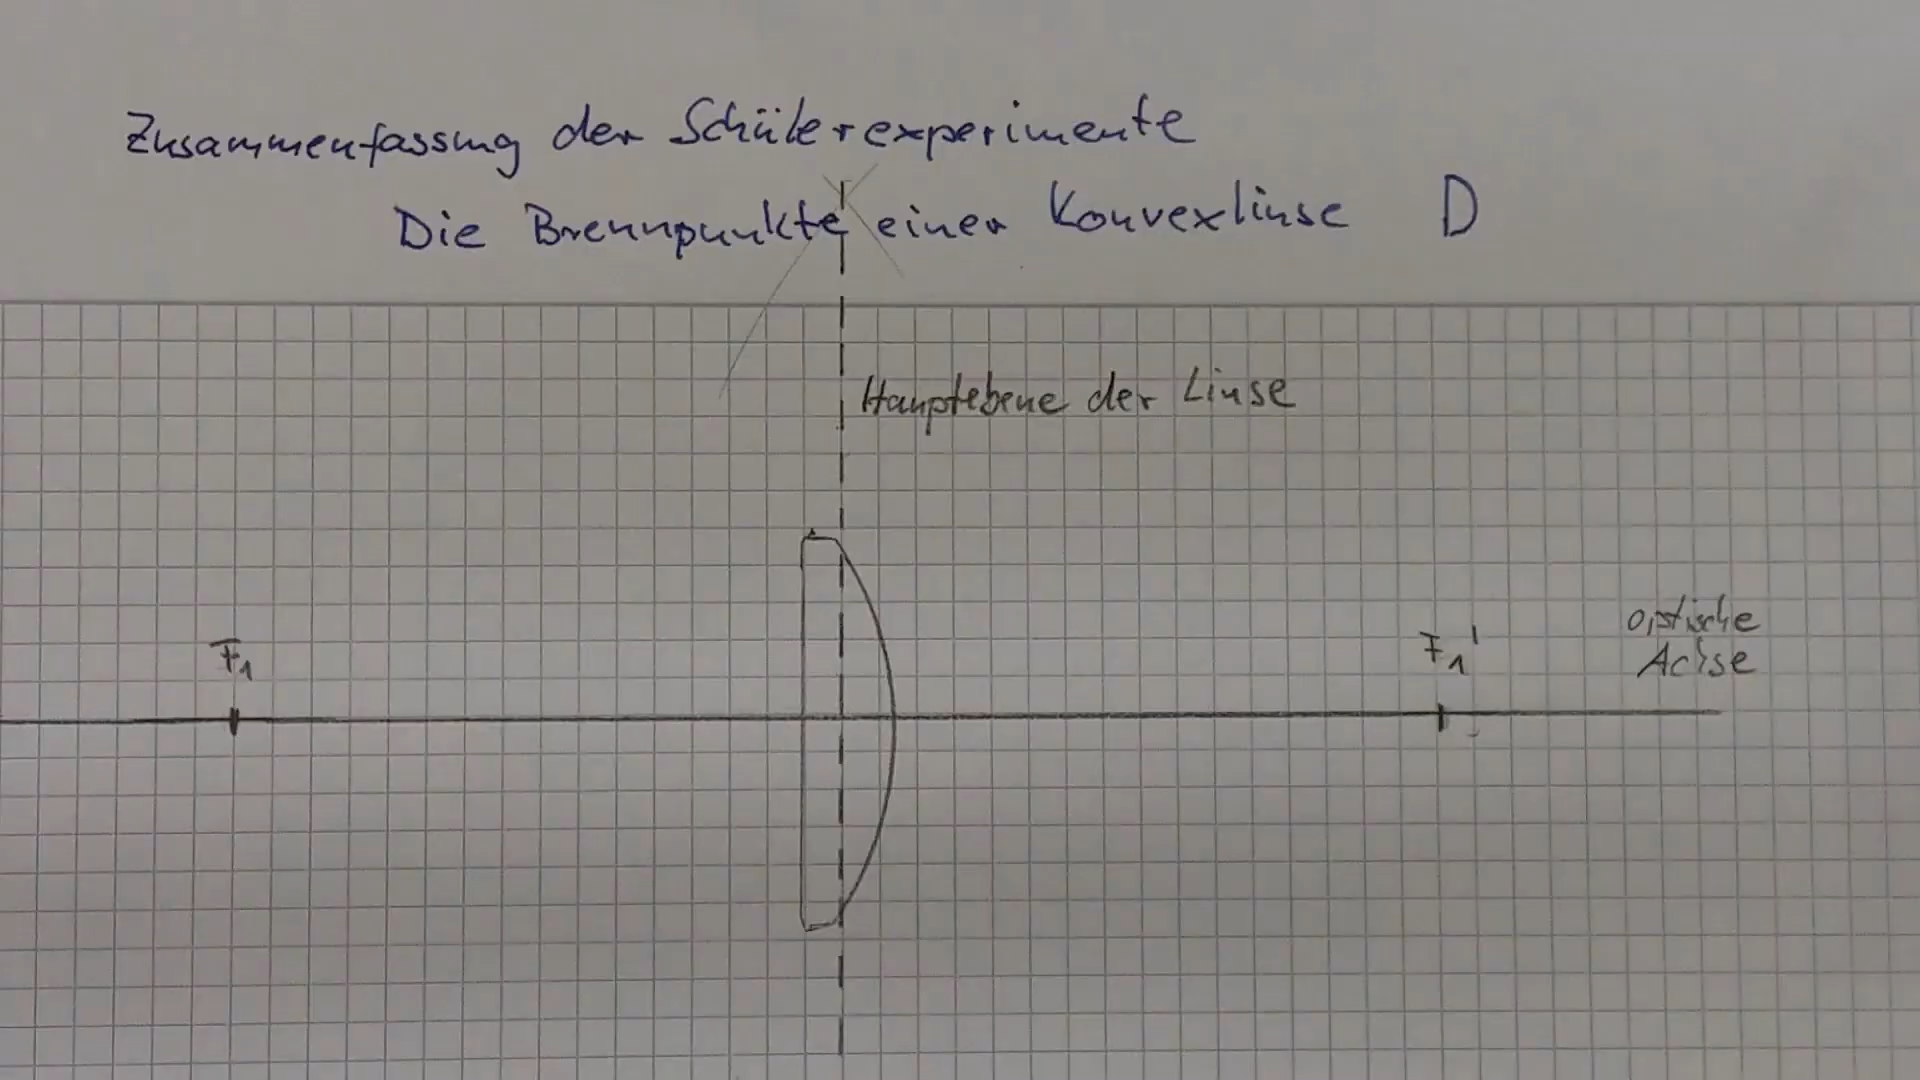 Zusammenfassung der Schülerexperimente
Die Brennpunkte einer Konvexlinse D
Hauptebene der Linse
F₁
F₁'
optische
Achse